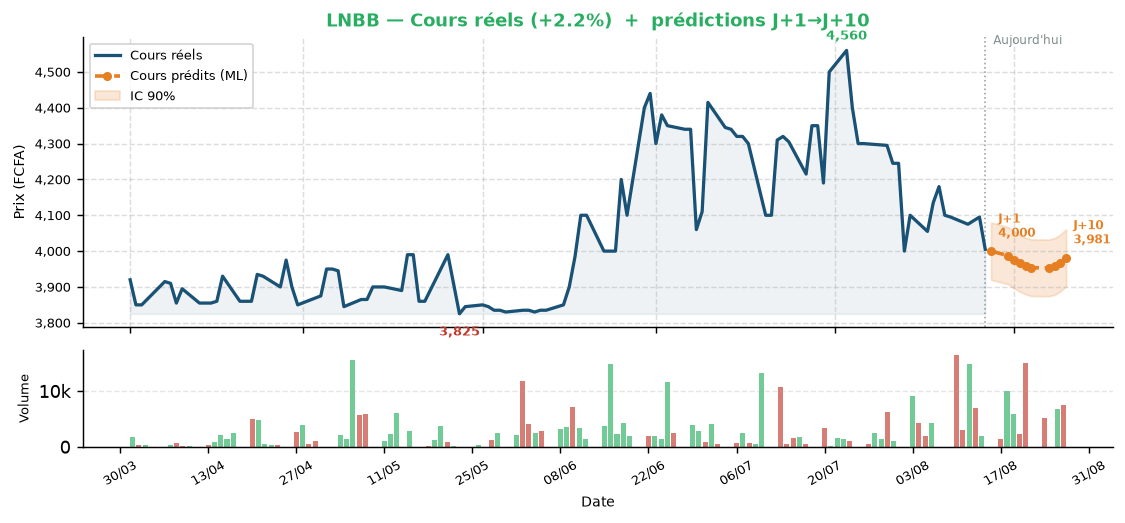 LNBB — Cours réels (+2.2%)  +  prédictions J+1→J+10
4,560
Aujourd'hui
Cours réels
Cours prédits (ML)
IC 90%
Prix (FCFA)
4,500
4,400
4,300
4,200
4,100
4,000
3,900
3,800
J+1
4,000
J+10
3,981
3,825
Volume
10k
0
30/03
13/04
27/04
11/05
25/05
08/06
22/06
06/07
20/07
03/08
17/08
31/08
Date